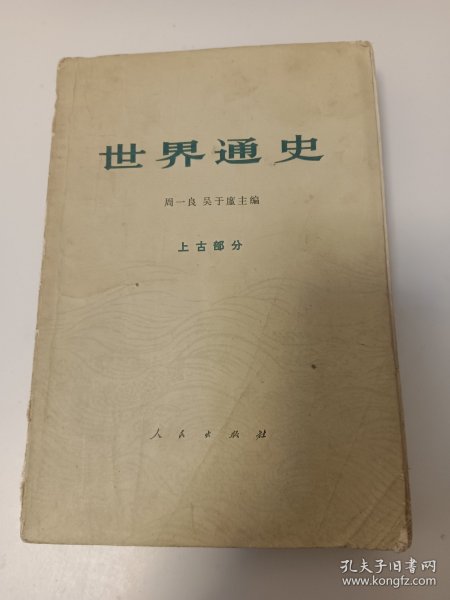 世界通史
周一良 吴于廑主编
上古部分
人民出版社
孔夫子旧书网
www.kongfz.com